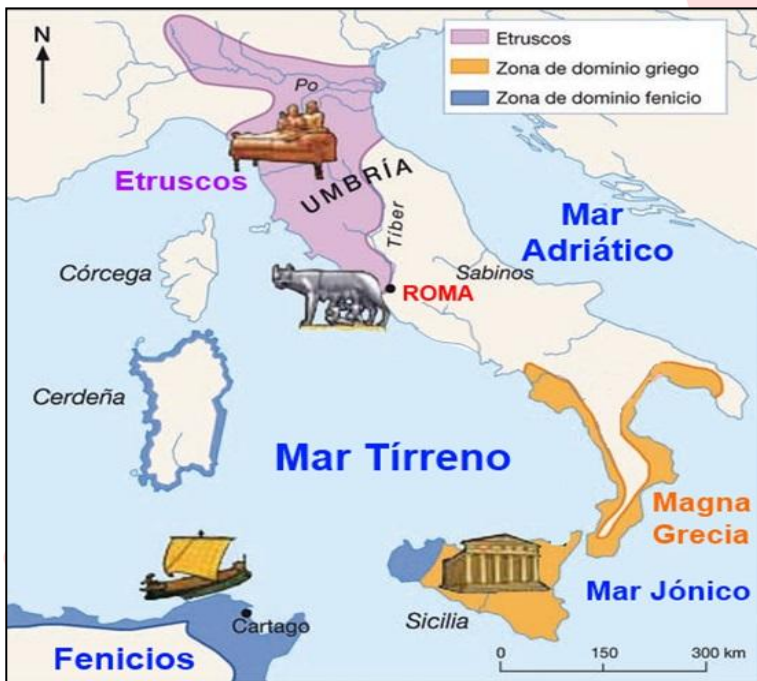 N
Etruscos
Zona de dominio griego
Zona de dominio fenicio
Po
Etruscos
UMBRÍA
Tíber
Mar
Adriático
Córcega
Sabinos
ROMA
Cerdeña
Mar Tírreno
Magna
Grecia
Mar Jónico
Sicilia
Cartago
Fenicios
0 150 300 km